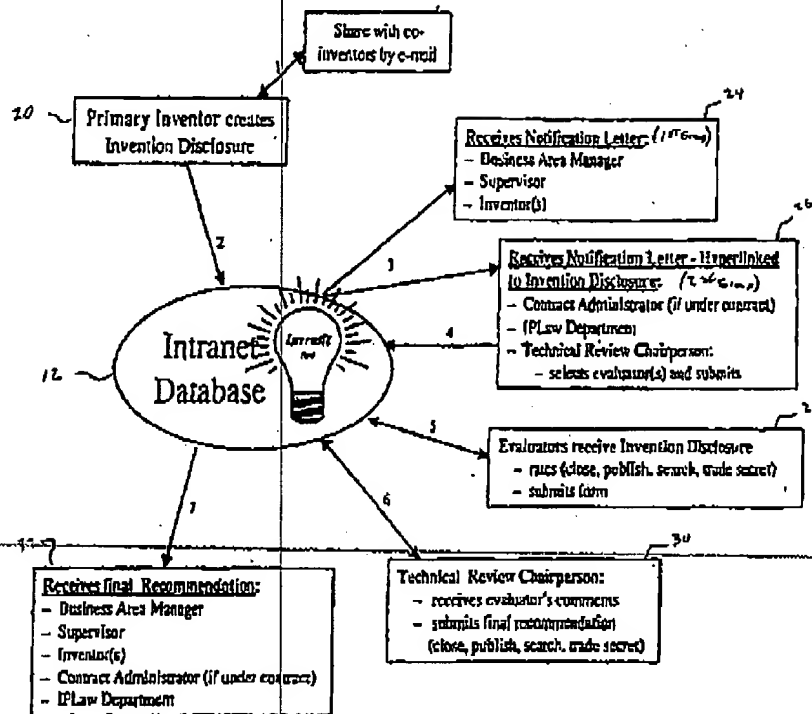 Share with co-
inventors by e-mail
1
20
Primary Inventor creates
Invention Disclosure
24
Receives Notification Letter: (1st Group)
- Business Area Manager
- Supervisor
- Inventor(s)
2
3
26
Receives Notification Letter - Hyperlinked
to Invention Disclosure: (2nd Group)
- Contract Administrator (if under contract)
- IPLaw Department
- Technical Review Chairperson:
- selects evaluator(s) and submits
4
Intranet
Database
12
5
2
Evaluators receive Invention Disclosure
- rates (close, publish, search, trade secret)
- submits form
6
7
30
Technical Review Chairperson:
- receives evaluator's comments
- submits final recommendation
(close, publish, search, trade secret)
Receives final Recommendation:
- Business Area Manager
- Supervisor
- Inventor(s)
- Contract Administrator (if under contract)
- IPLaw Department